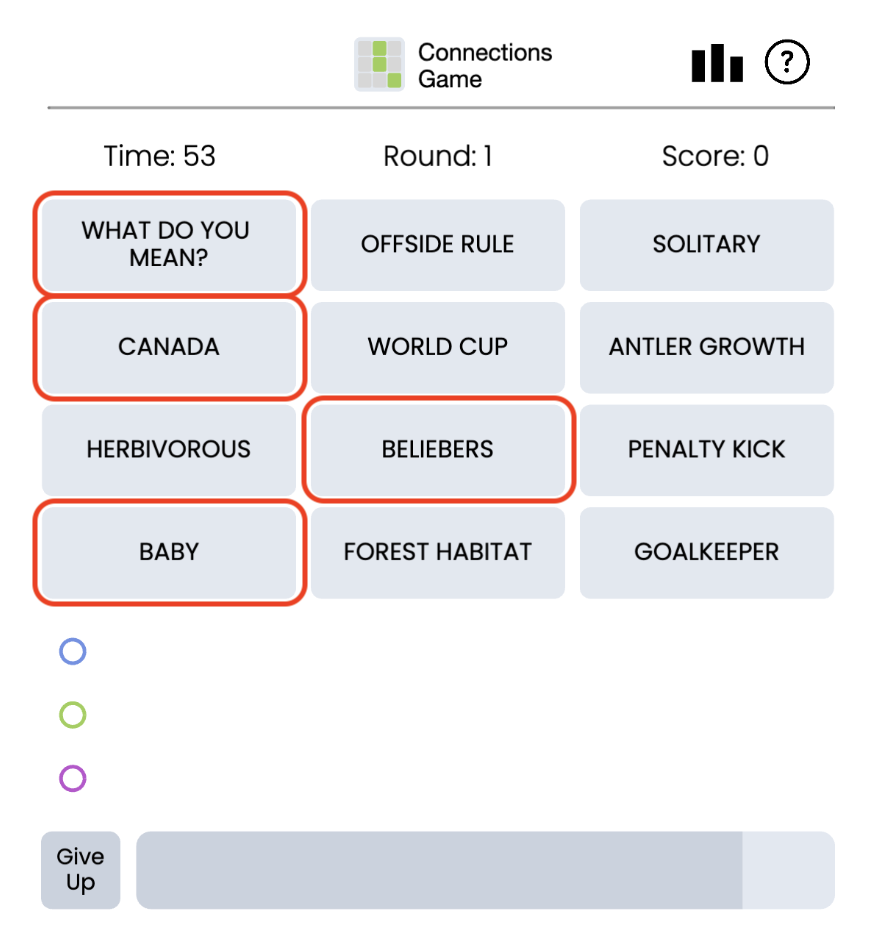 Connections
Game
?
Time: 53
Round: 1
Score: 0
WHAT DO YOU
MEAN?
OFFSIDE RULE
SOLITARY
CANADA
WORLD CUP
ANTLER GROWTH
HERBIVOROUS
BELIEBERS
PENALTY KICK
BABY
FOREST HABITAT
GOALKEEPER
Give
Up